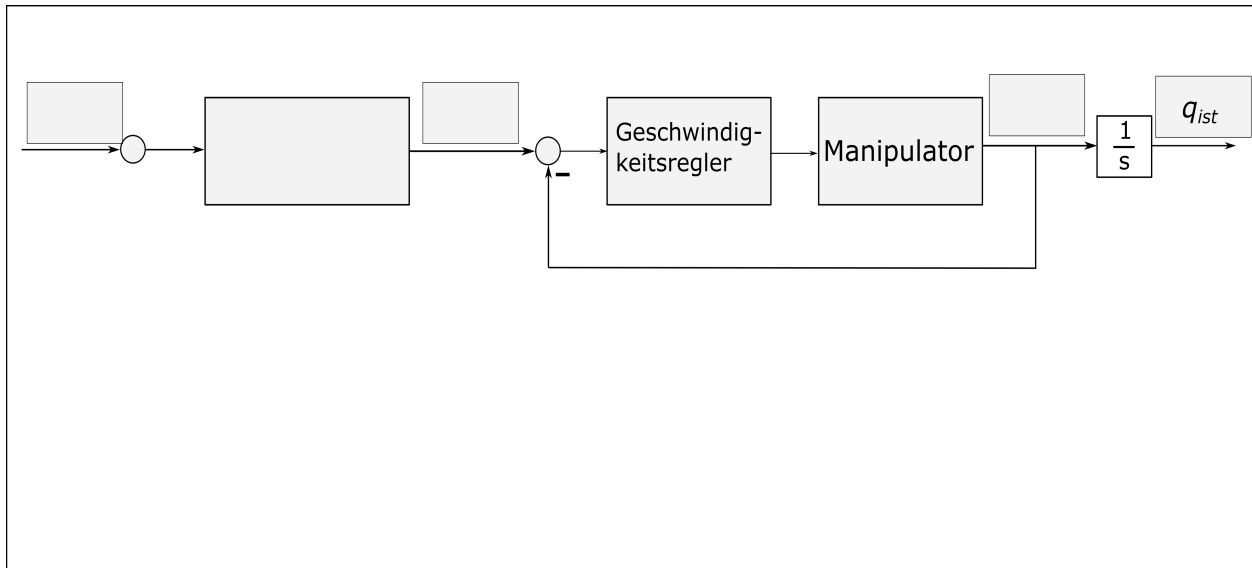 Geschwindig-
keitsregler
Manipulator
1
s
q_ist